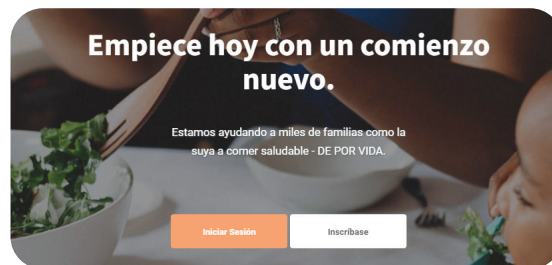 Empiece hoy con un comienzo
nuevo.
Estamos ayudando a miles de familias como la
suya a comer saludable - DE POR VIDA.
Iniciar Sesión
Inscríbase